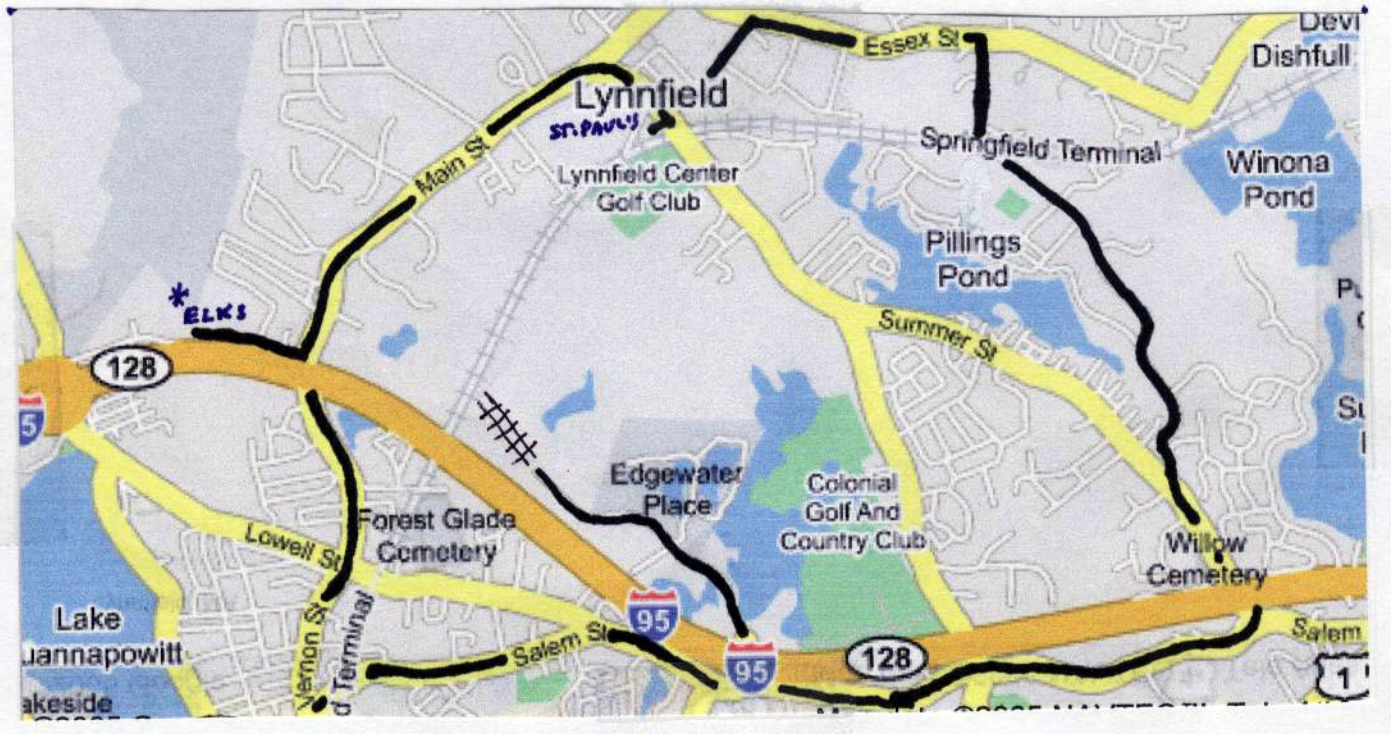 Devi
Dishfull
Essex St
Lynnfield
ST. PAUL'S
Springfield Terminal
Winona
Pond
Main St
Lynnfield Center
Golf Club
Pillings
Pond
* ELKS
128
Summer St
95
Edgewater
Place
Colonial
Golf And
Country Club
Forest Glade
Cemetery
Lowell St
Willow
Cemetery
Lake
uannapowitt
Vernon St
d Terminal
Salem St
95
128
Salem
1
akeside